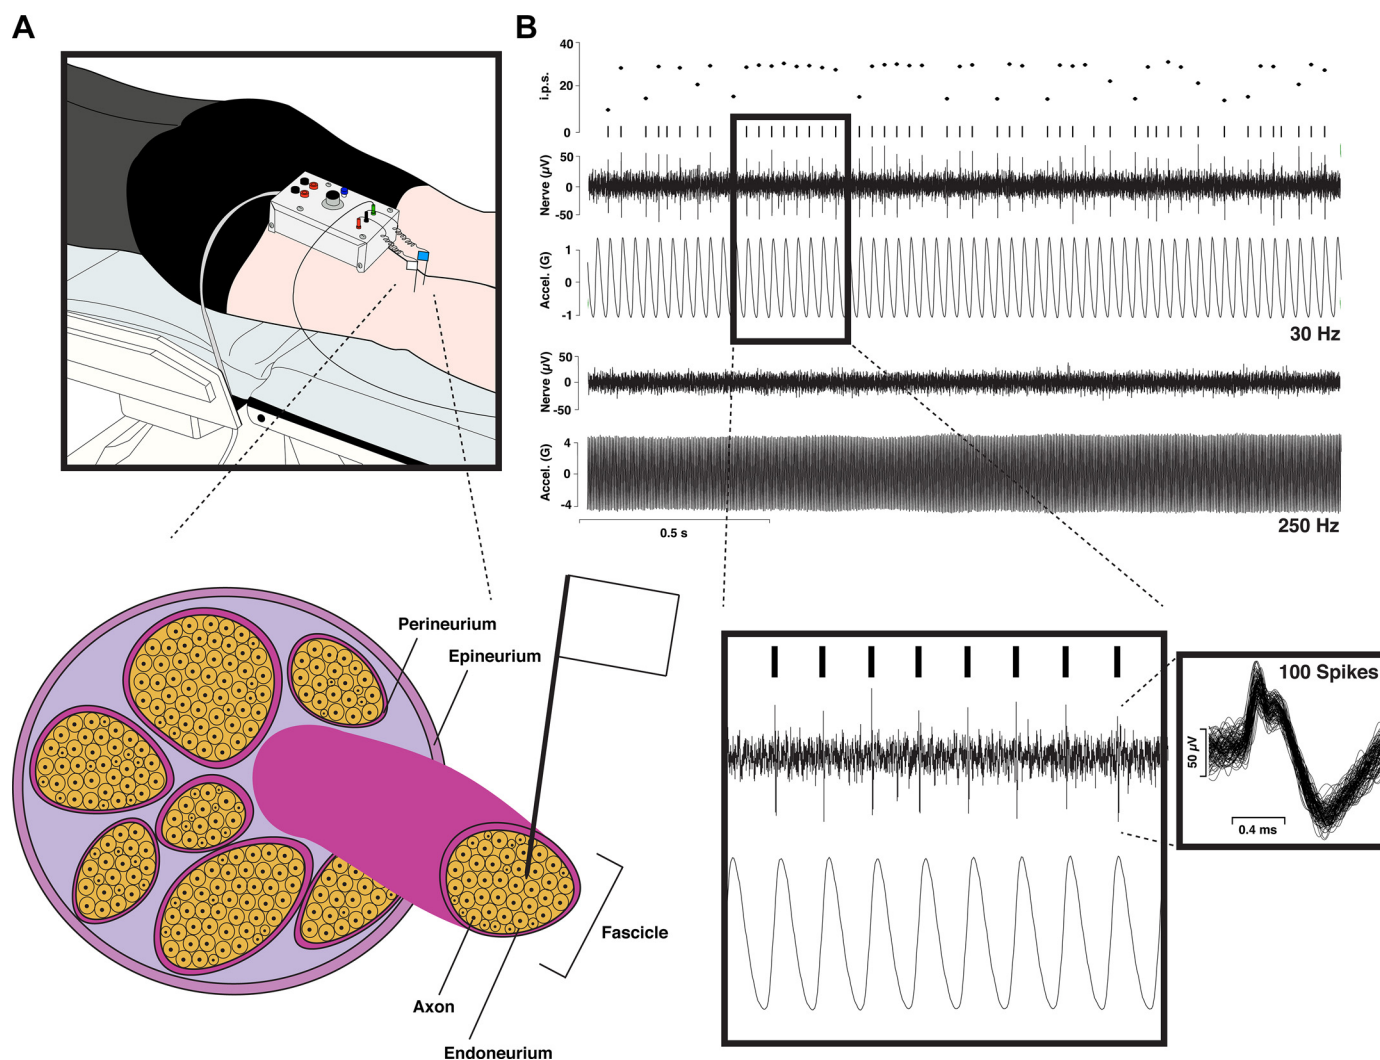 A
B
40
20
0
i.p.s.
50
0
-50
Nerve (µV)
1
0
-1
Accel. (G)
30 Hz
50
0
-50
Nerve (µV)
4
0
-4
Accel. (G)
250 Hz
0.5 s
Perineurium
Epineurium
Fascicle
Axon
Endoneurium
100 Spikes
50 µV
0.4 ms